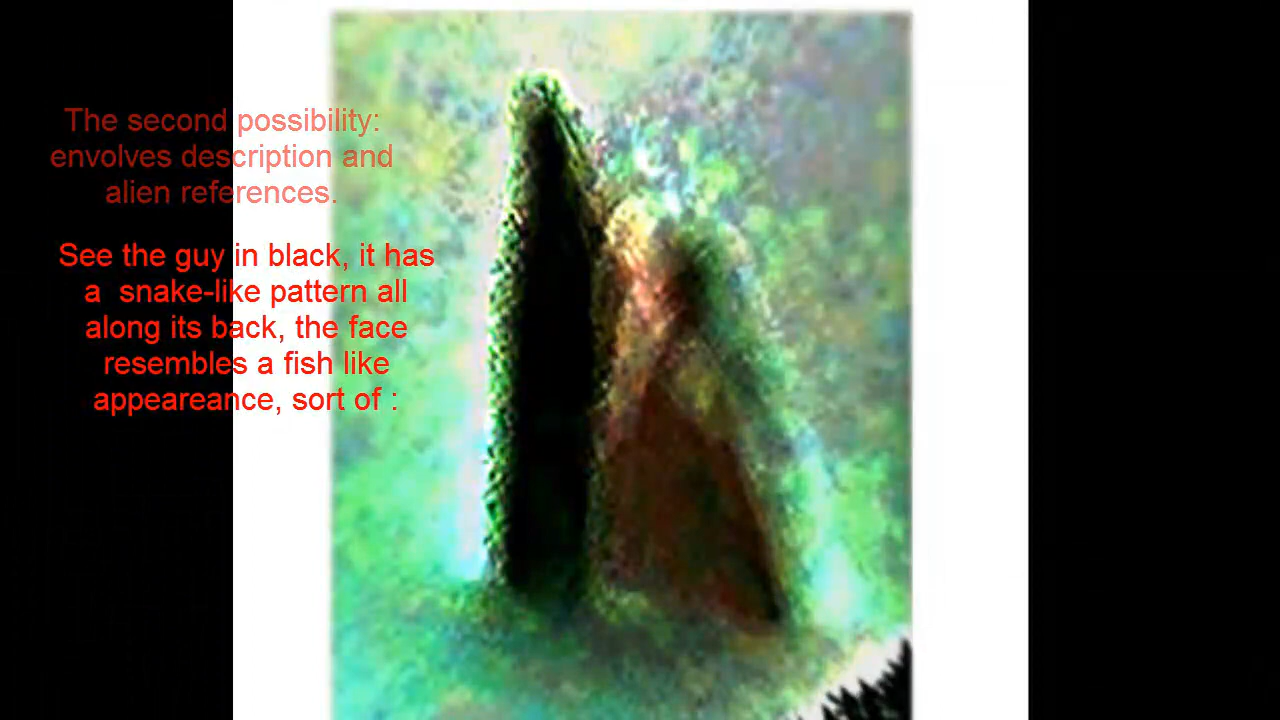 The second possibility:
envolves description and
alien references.
See the guy in black, it has
a  snake-like pattern all
along its back, the face
resembles a fish like
appeareance, sort of :